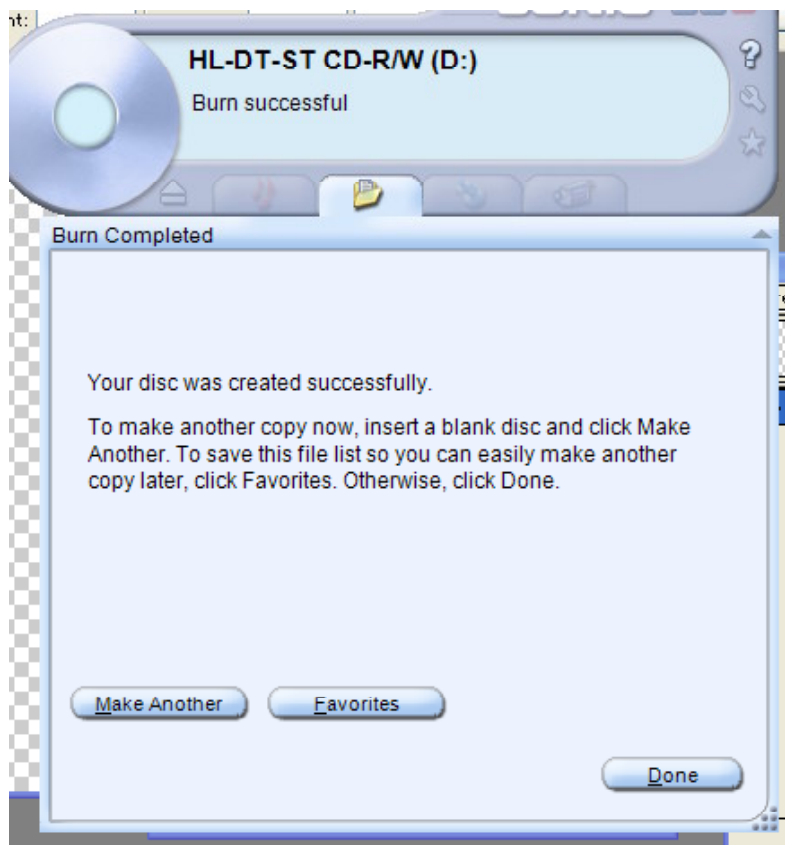 nt:
HL-DT-ST CD-R/W (D:)
?
Burn successful
Burn Completed
Your disc was created successfully.
To make another copy now, insert a blank disc and click Make
Another. To save this file list so you can easily make another
copy later, click Favorites. Otherwise, click Done.
Make Another
Favorites
Done